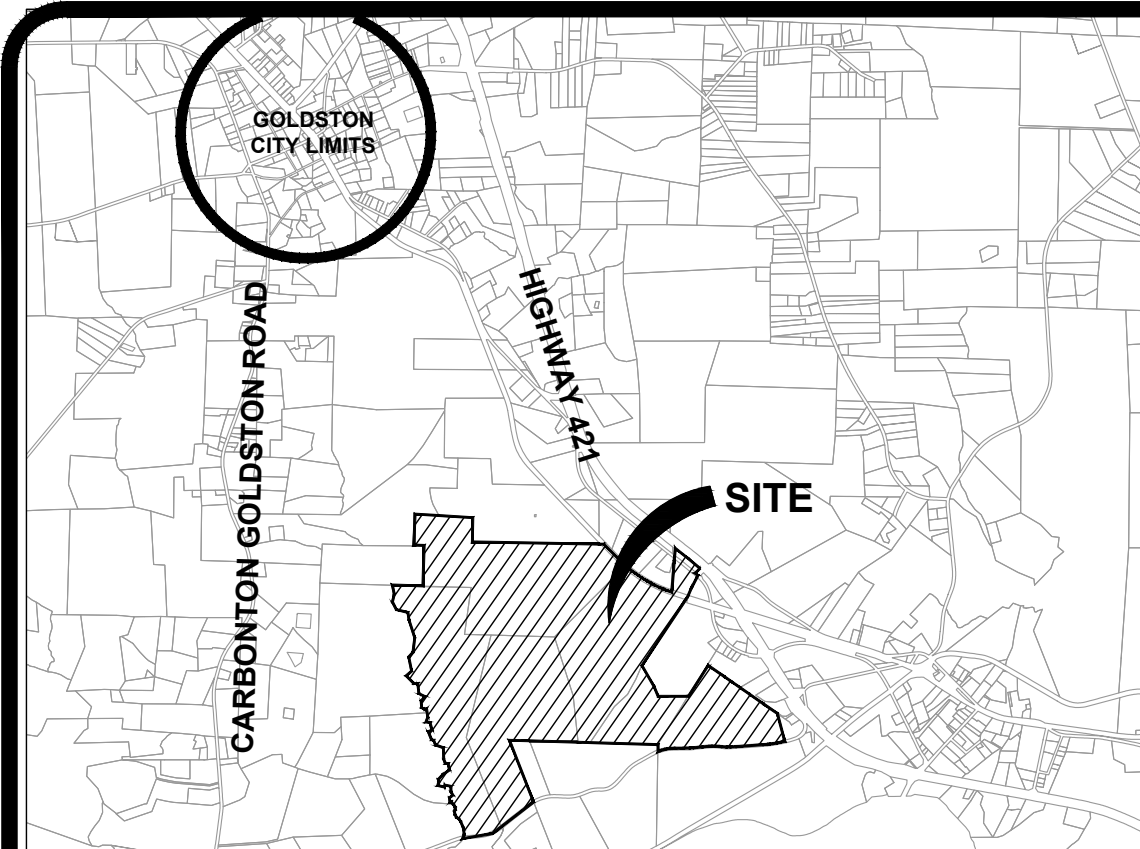 GOLDSTON
CITY LIMITS
HIGHWAY 421
CARBONTON GOLDSTON ROAD
SITE